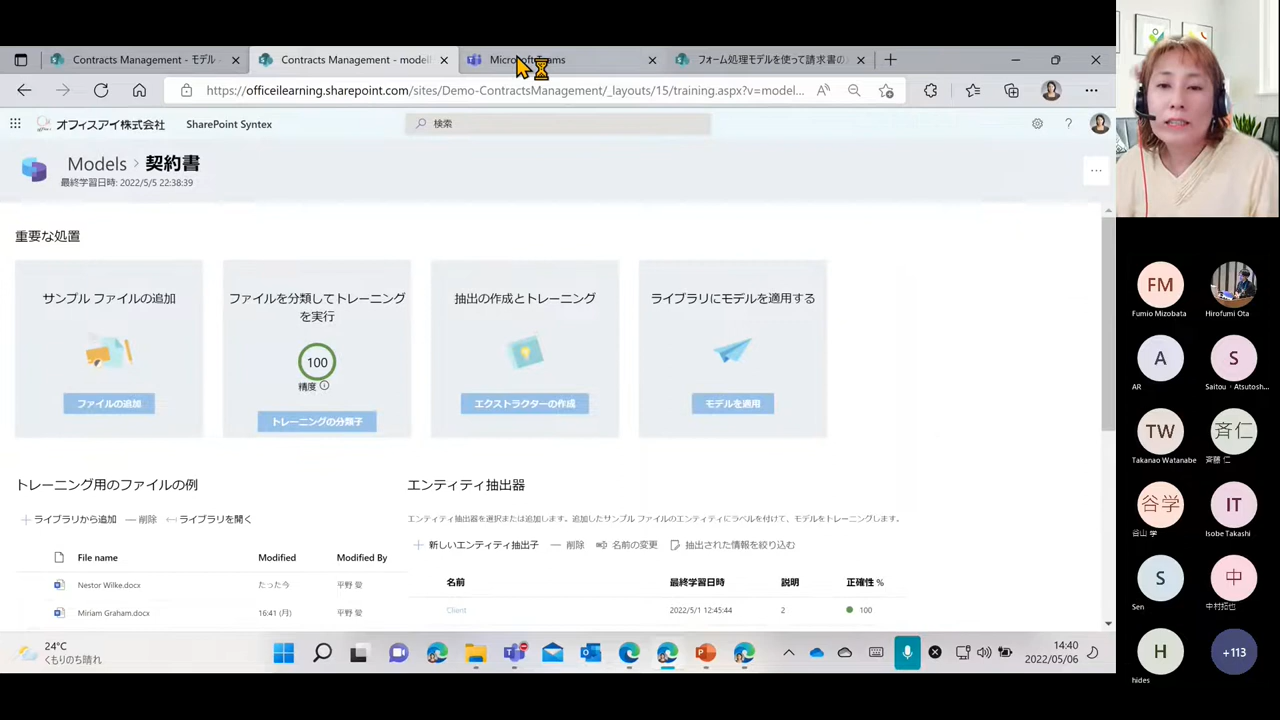 Contracts Management - モデル
Contracts Management - model
Microsoft Teams
フォーム処理モデルを使って請求書の
https://officeilearning.sharepoint.com/sites/Demo-ContractsManagement/_layouts/15/training.aspx?v=model...
オフィスアイ株式会社
SharePoint Syntex
検索
Models > 契約書
最終学習日時: 2022/5/5 22:38:39
重要な処置
サンプル ファイルの追加
ファイルの追加
ファイルを分類してトレーニング
を実行
100
精度
トレーニングの分類子
抽出の作成とトレーニング
エクストラクターの作成
ライブラリにモデルを適用する
モデルを適用
トレーニング用のファイルの例
ライブラリから追加 削除 ライブラリを開く
File name Modified Modified By
Nestor Wilke.docx たった今 平野 愛
Miriam Graham.docx 16:41 (月) 平野 愛
エンティティ抽出器
エンティティ抽出器を選択または追加します。追加したサンプル ファイルのエンティティにラベルを付けて、モデルをトレーニングします。
新しいエンティティ抽出子 削除 名前の変更 抽出された情報を絞り込む
名前 最終学習日時 説明 正確性 %
Client 2022/5/1 12:45:44 2 100
24°C
くもりのち晴れ
14:40
2022/05/06
FM
Fumio Mizobata
Hirofumi Ota
A
AR
S
Saitou・Atsutosh...
TW
Takanao Watanabe
斉仁
斉藤 仁
谷学
谷山 学
IT
Isobe Takashi
S
Sen
中
中村拓也
H
hides
+113